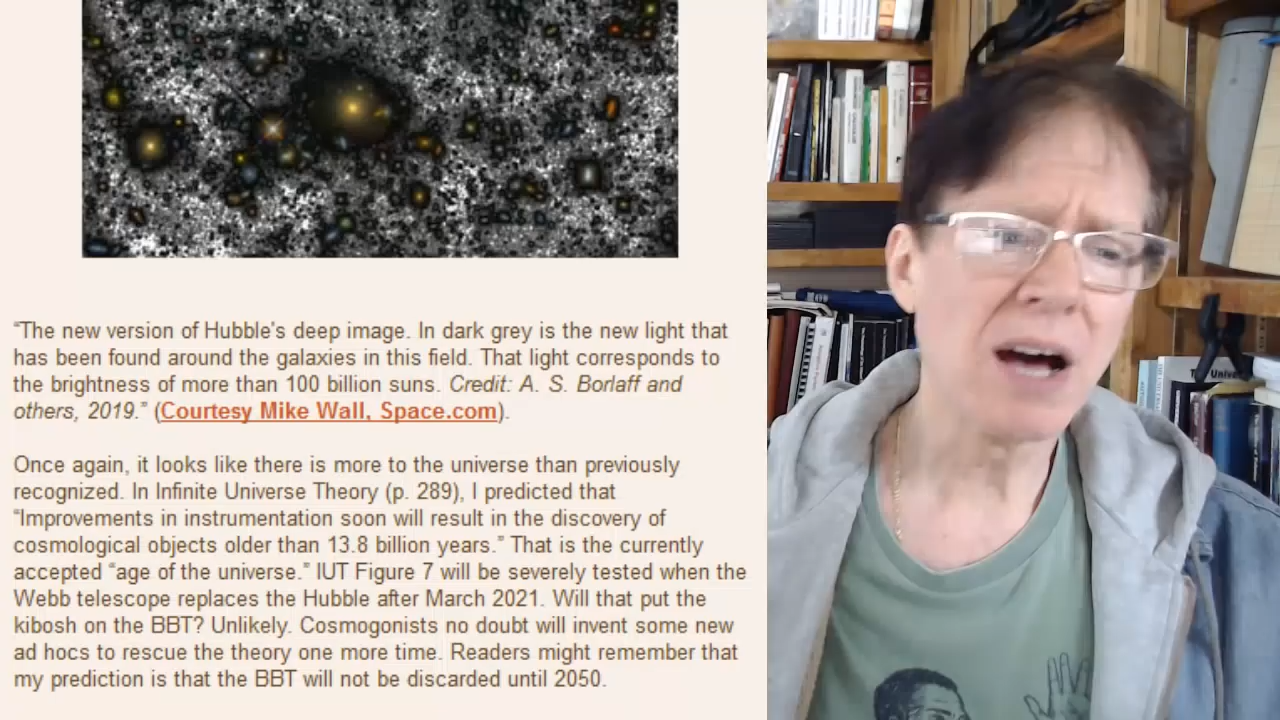 “The new version of Hubble's deep image. In dark grey is the new light that
has been found around the galaxies in this field. That light corresponds to
the brightness of more than 100 billion suns. Credit: A. S. Borlaff and
others, 2019.” (Courtesy Mike Wall, Space.com).
Once again, it looks like there is more to the universe than previously
recognized. In Infinite Universe Theory (p. 289), I predicted that
“Improvements in instrumentation soon will result in the discovery of
cosmological objects older than 13.8 billion years.” That is the currently
accepted “age of the universe.” IUT Figure 7 will be severely tested when the
Webb telescope replaces the Hubble after March 2021. Will that put the
kibosh on the BBT? Unlikely. Cosmogonists no doubt will invent some new
ad hocs to rescue the theory one more time. Readers might remember that
my prediction is that the BBT will not be discarded until 2050.